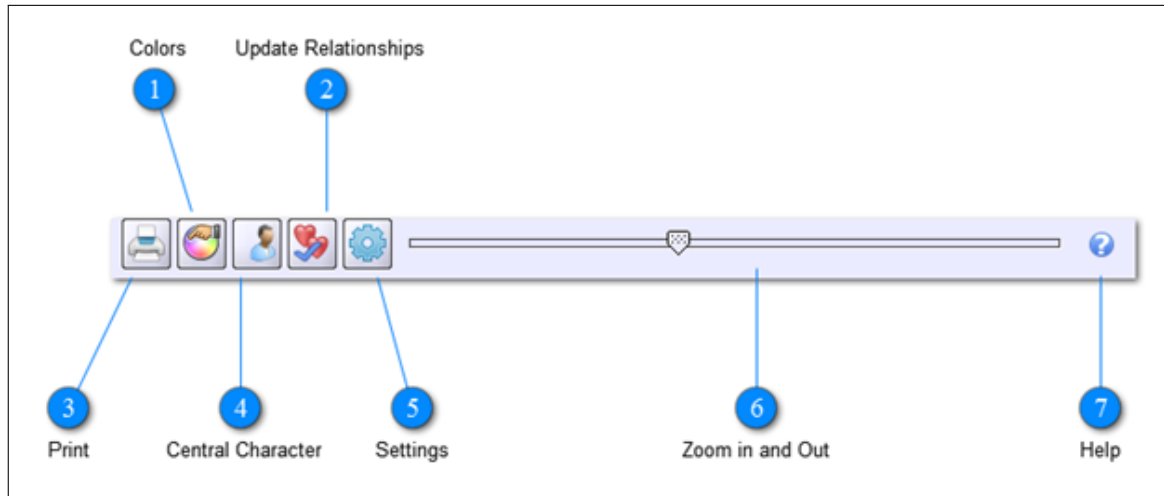 Colors
Update Relationships
1
2
?
3
4
5
6
7
Print
Central Character
Settings
Zoom in and Out
Help